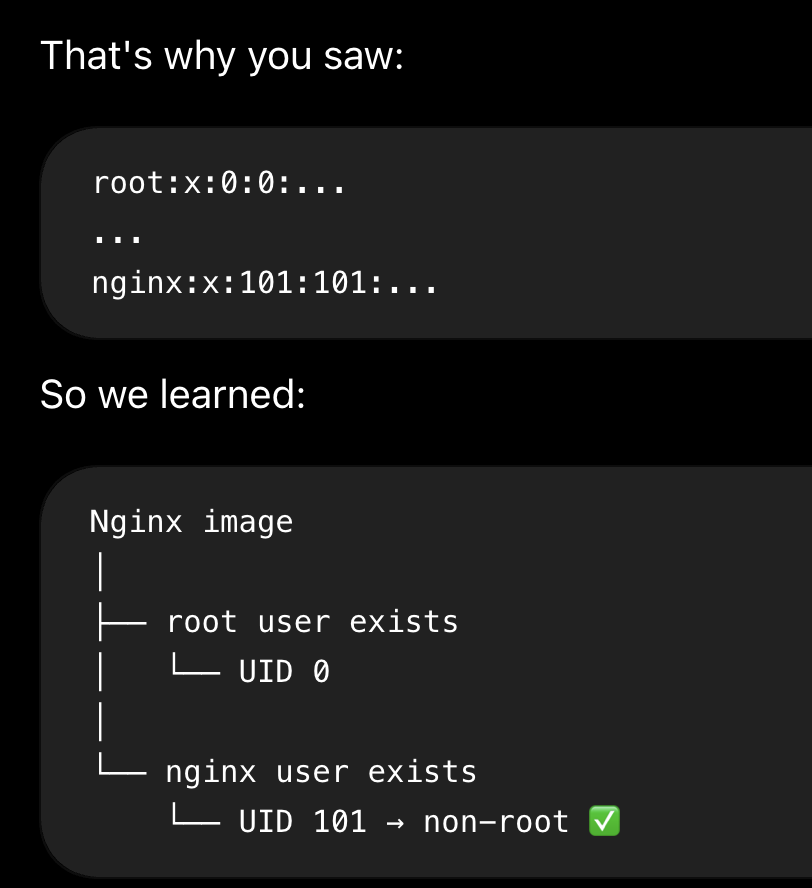 That's why you saw:
root:x:0:0:...
...
nginx:x:101:101:...
So we learned:
Nginx image
│
├── root user exists
│   └── UID 0
│
└── nginx user exists
    └── UID 101 → non-root ✅